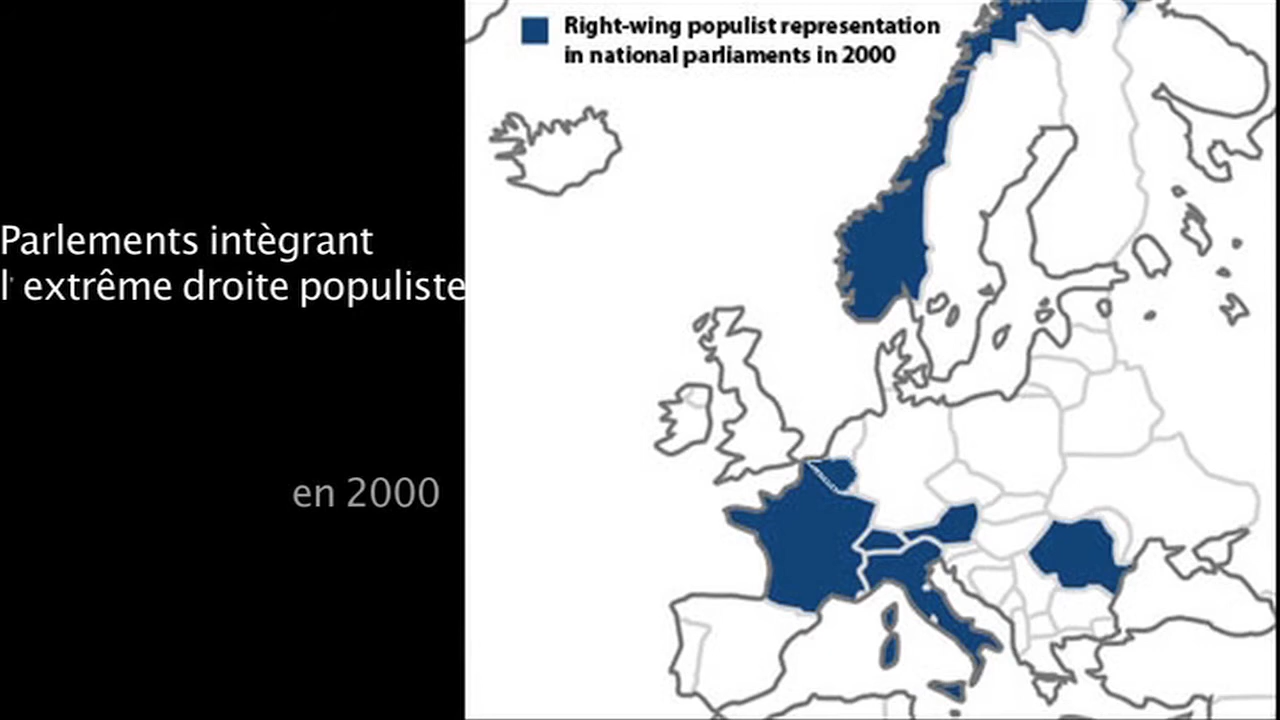 Parlements intègrant
l' extrême droite populiste
en 2000
Right-wing populist representation
in national parliaments in 2000